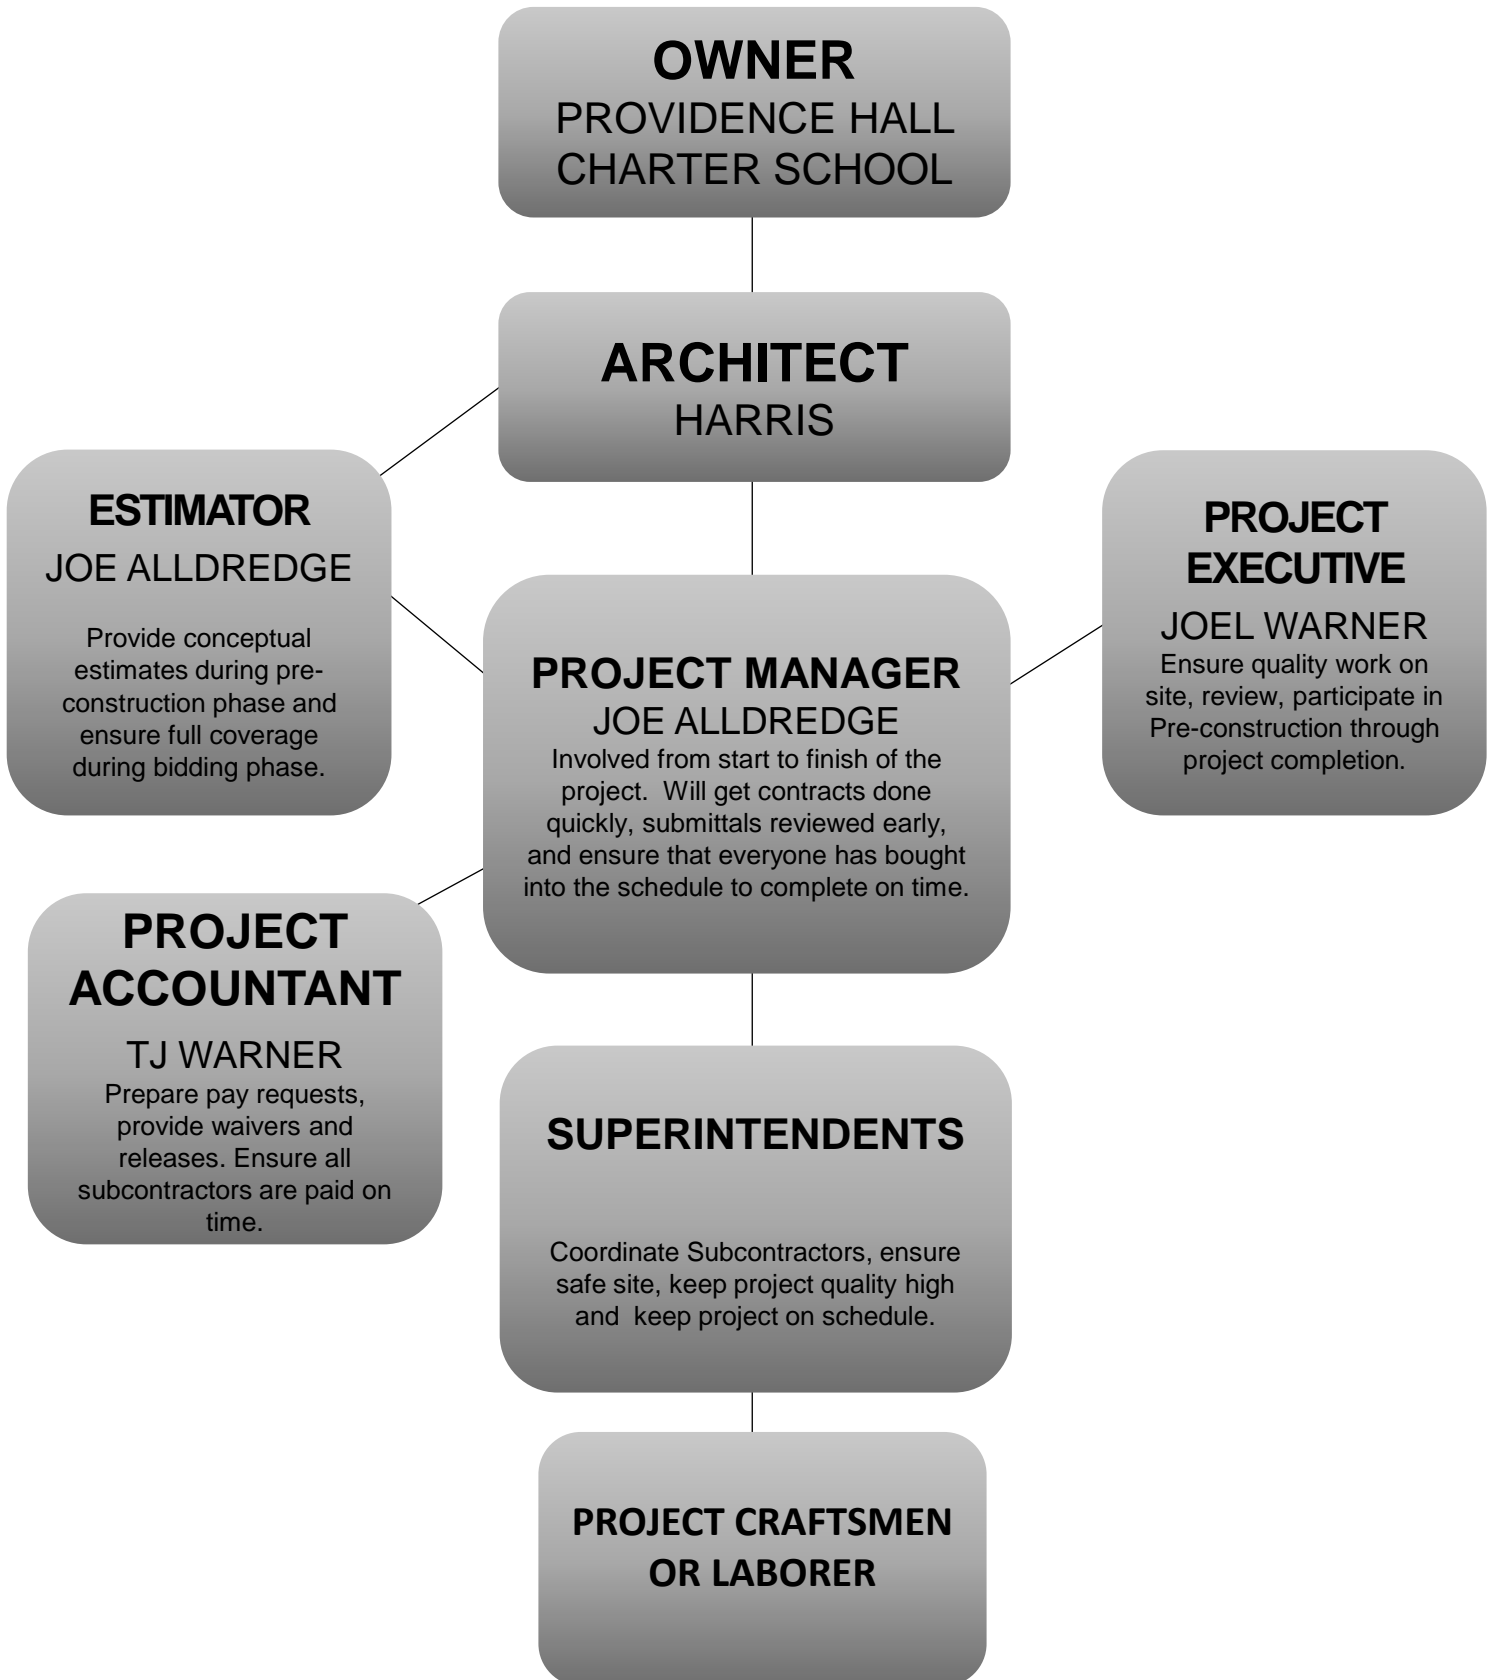 OWNER
PROVIDENCE HALL
CHARTER SCHOOL
ARCHITECT
HARRIS
ESTIMATOR
JOE ALLDREDGE
Provide conceptual
estimates during pre-
construction phase and
ensure full coverage
during bidding phase.
PROJECT
EXECUTIVE
JOEL WARNER
Ensure quality work on
site, review, participate in
Pre-construction through
project completion.
PROJECT MANAGER
JOE ALLDREDGE
Involved from start to finish of the
project.  Will get contracts done
quickly, submittals reviewed early,
and ensure that everyone has bought
into the schedule to complete on time.
PROJECT
ACCOUNTANT
TJ WARNER
Prepare pay requests,
provide waivers and
releases. Ensure all
subcontractors are paid on
time.
SUPERINTENDENTS
Coordinate Subcontractors, ensure
safe site, keep project quality high
and  keep project on schedule.
PROJECT CRAFTSMEN
OR LABORER